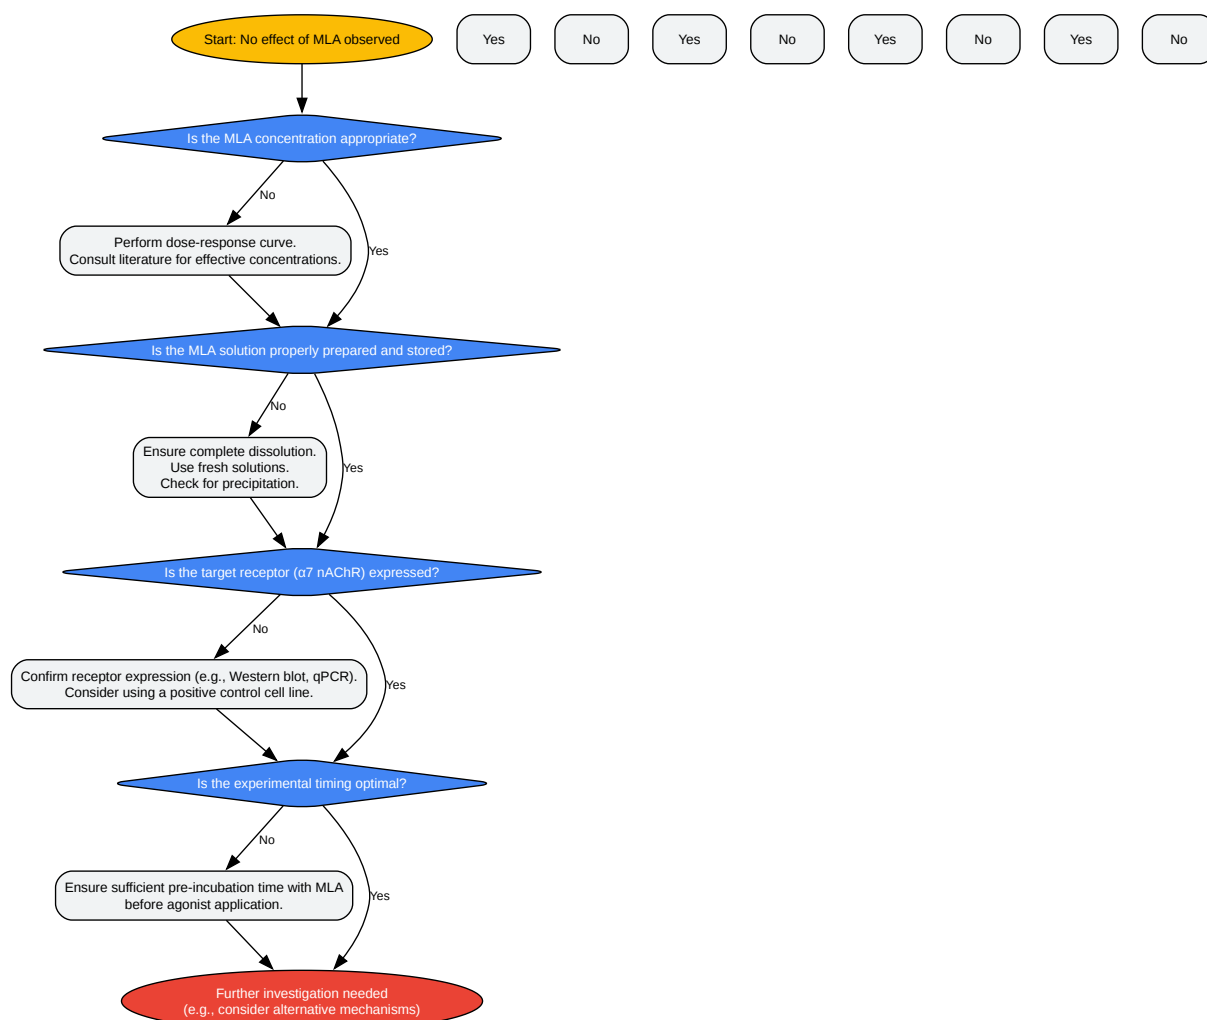 Start: No effect of MLA observed
Yes
No
Yes
No
Yes
No
Yes
No
Is the MLA concentration appropriate?
No
Perform dose-response curve.
Consult literature for effective concentrations.
Yes
Is the MLA solution properly prepared and stored?
No
Ensure complete dissolution.
Use fresh solutions.
Check for precipitation.
Yes
Is the target receptor (α7 nAChR) expressed?
No
Confirm receptor expression (e.g., Western blot, qPCR).
Consider using a positive control cell line.
Yes
Is the experimental timing optimal?
No
Ensure sufficient pre-incubation time with MLA
before agonist application.
Yes
Further investigation needed
(e.g., consider alternative mechanisms)